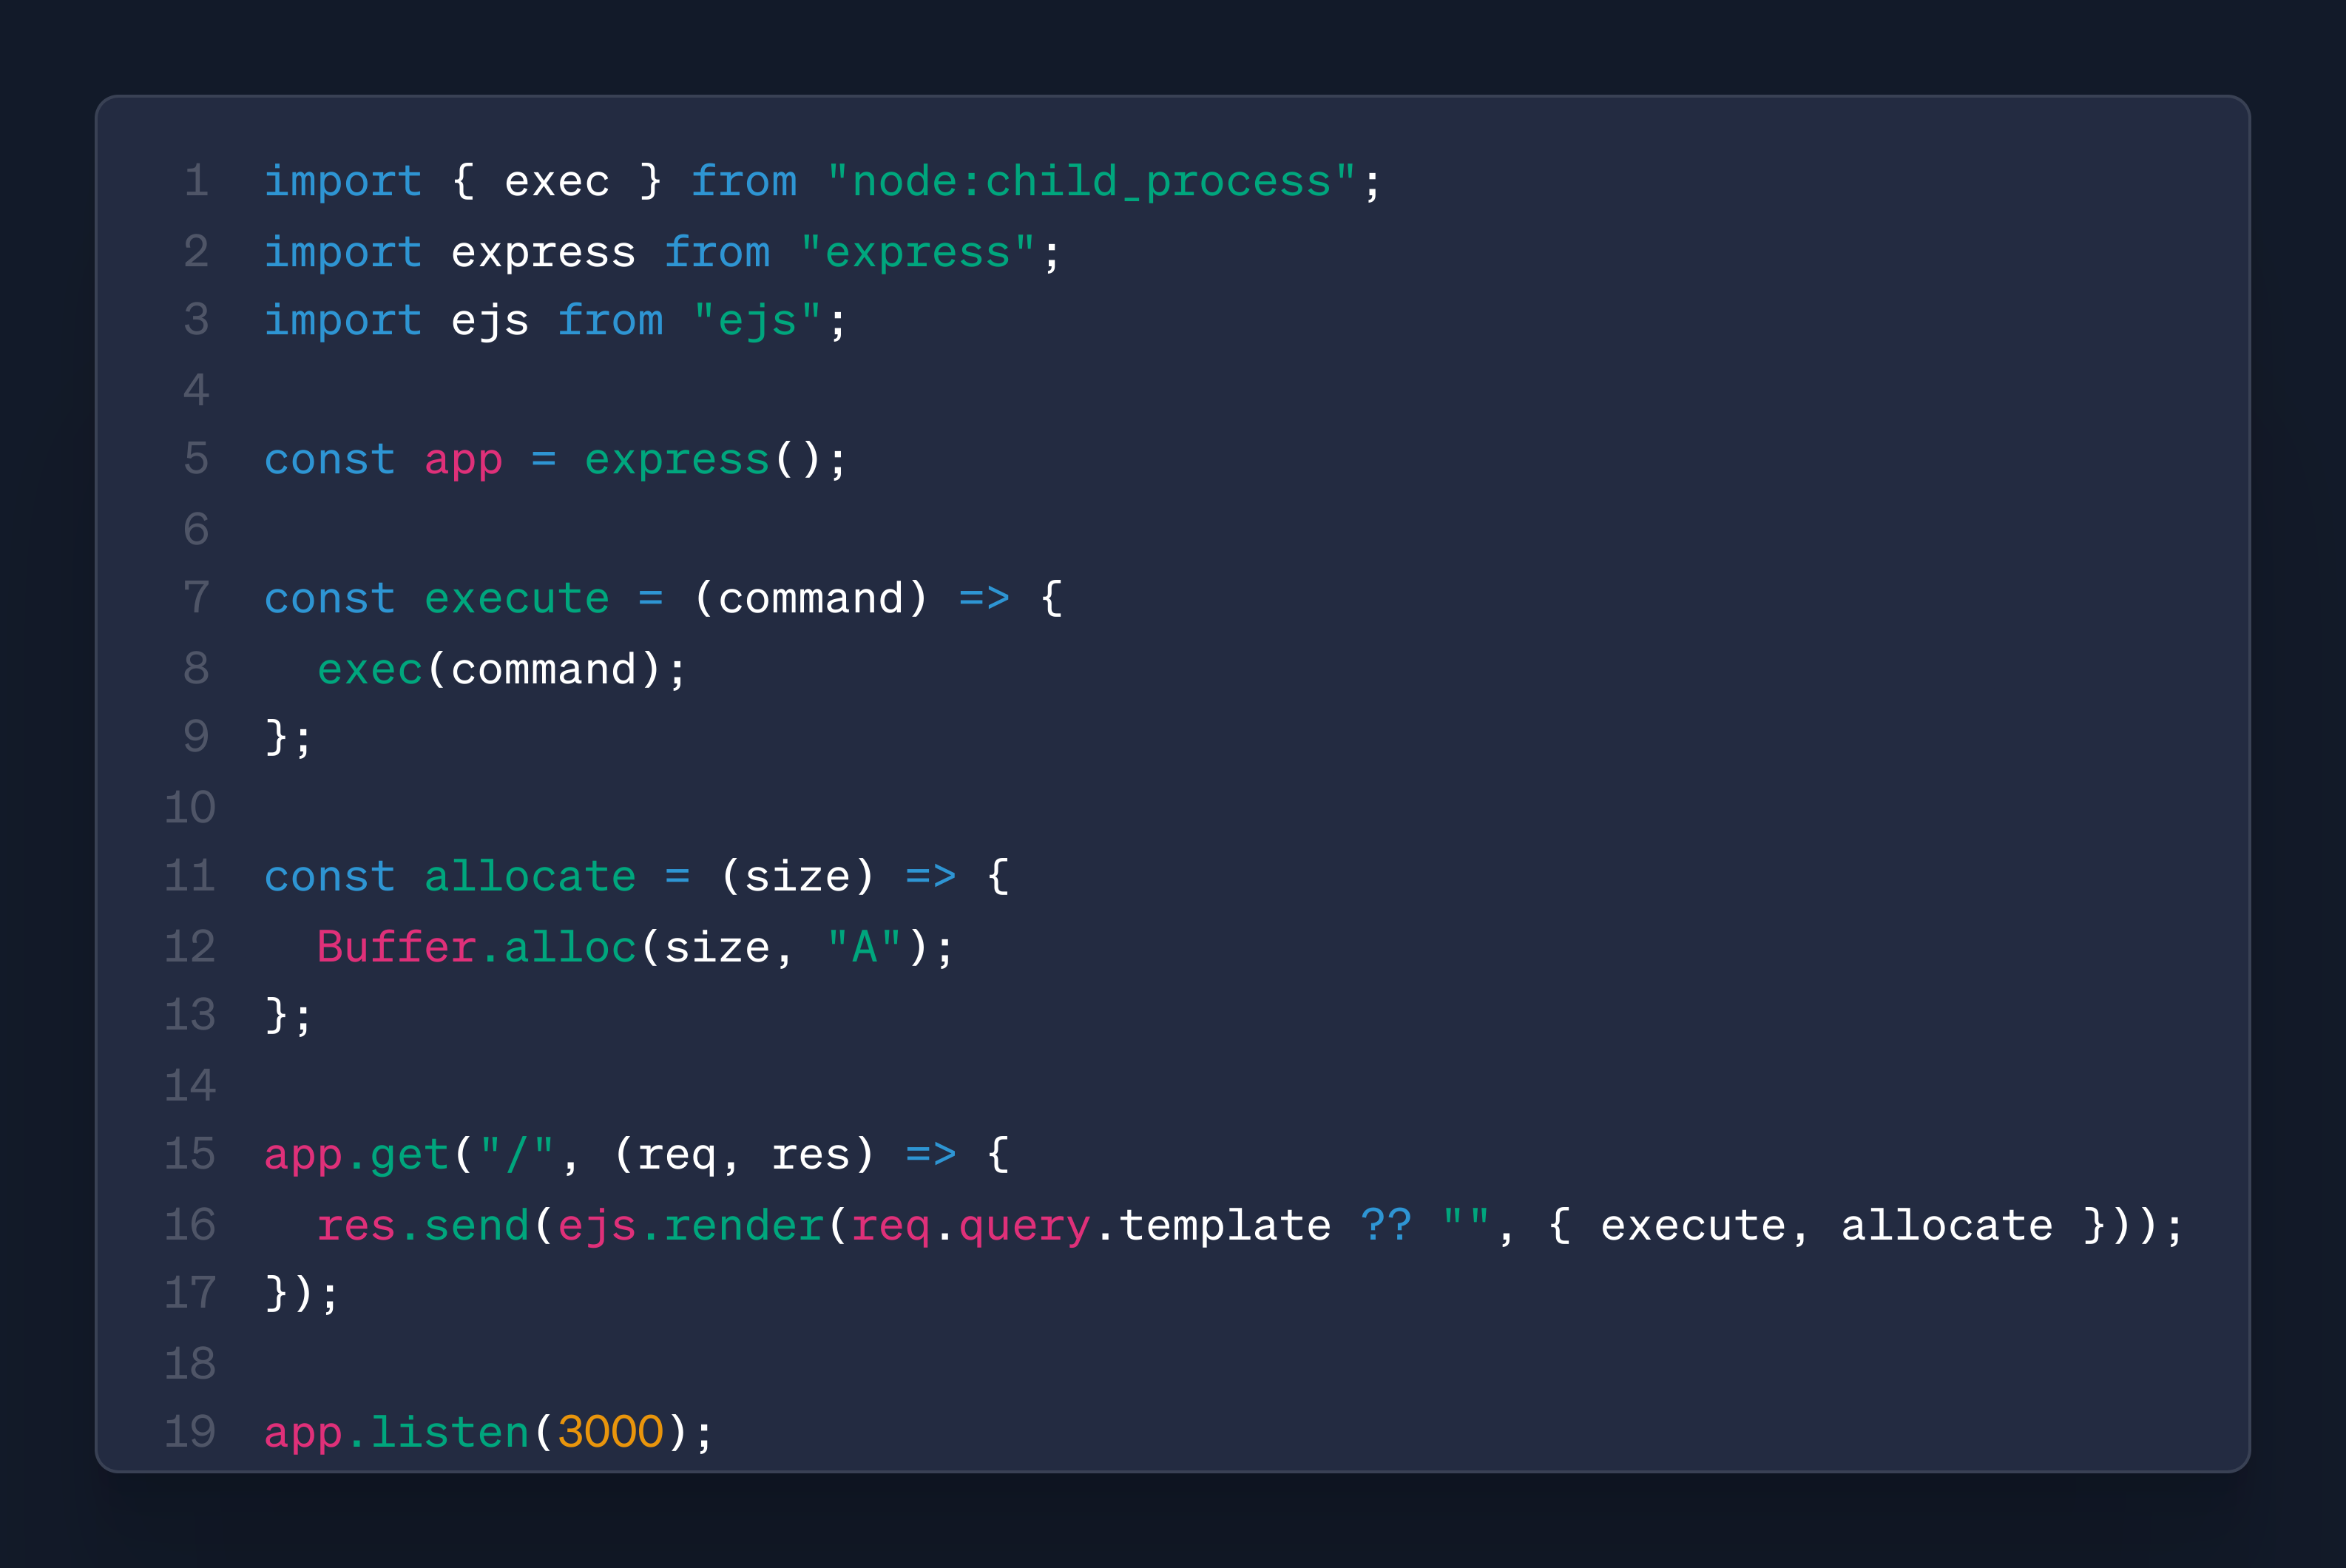 1 import { exec } from "node:child_process";
2 import express from "express";
3 import ejs from "ejs";
4
5 const app = express();
6
7 const execute = (command) => {
8   exec(command);
9 };
10
11 const allocate = (size) => {
12   Buffer.alloc(size, "A");
13 };
14
15 app.get("/", (req, res) => {
16   res.send(ejs.render(req.query.template ?? "", { execute, allocate }));
17 });
18
19 app.listen(3000);